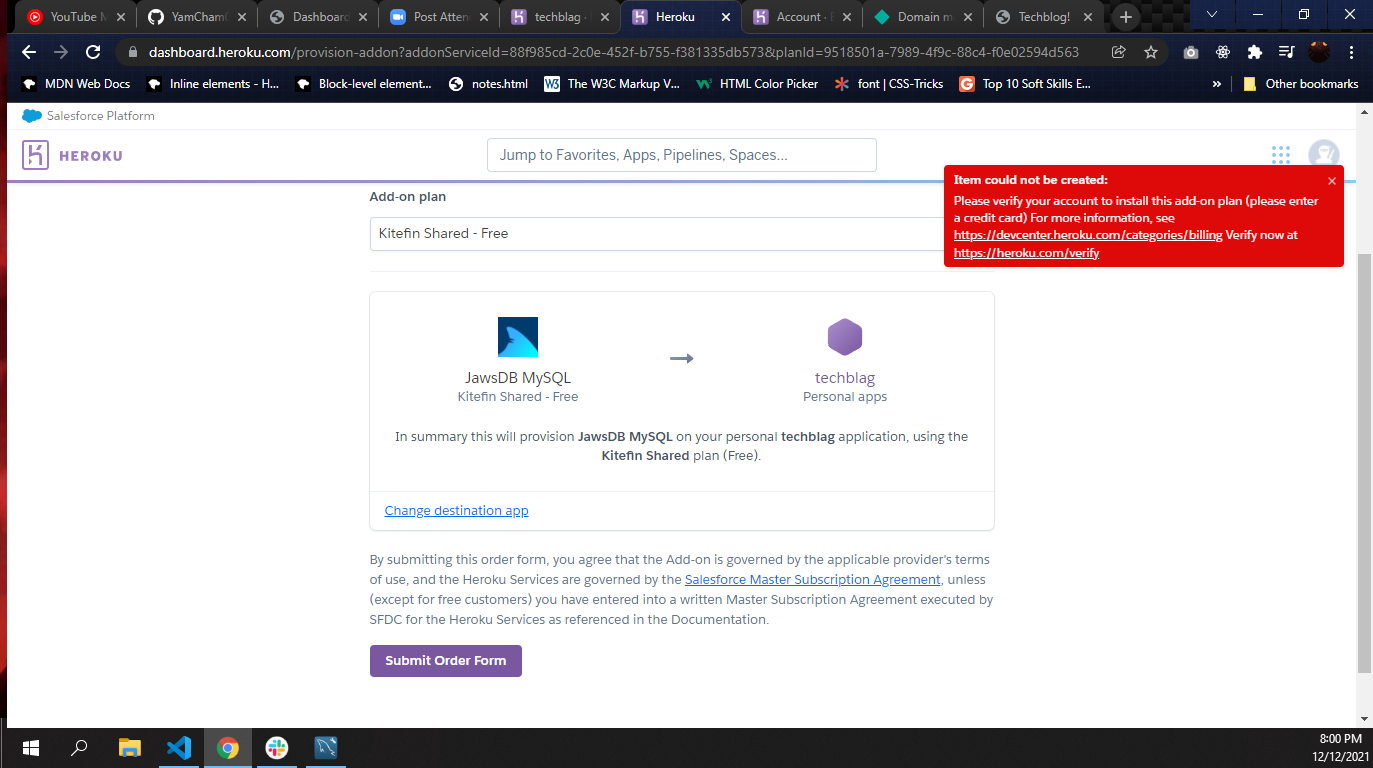 YouTube M
YamCham
Dashboard
Post Atten
techblag -
Heroku
Account -
Domain m
Techblog!
dashboard.heroku.com/provision-addon?addonServiceId=88f985cd-2c0e-452f-b755-f381335db573&planId=9518501a-7989-4f9c-88c4-f0e02594d563
MDN Web Docs
Inline elements - H...
Block-level element...
notes.html
W3
The W3C Markup V...
HTML Color Picker
font | CSS-Tricks
G
Top 10 Soft Skills E...
»
Other bookmarks
Salesforce Platform
HEROKU
Jump to Favorites, Apps, Pipelines, Spaces...
Item could not be created:
Please verify your account to install this add-on plan (please enter
a credit card) For more information, see
https://devcenter.heroku.com/categories/billing Verify now at
https://heroku.com/verify
Add-on plan
Kitefin Shared - Free
JawsDB MySQL
Kitefin Shared - Free
techblag
Personal apps
In summary this will provision JawsDB MySQL on your personal techblag application, using the
Kitefin Shared plan (Free).
Change destination app
By submitting this order form, you agree that the Add-on is governed by the applicable provider's terms
of use, and the Heroku Services are governed by the Salesforce Master Subscription Agreement, unless
(except for free customers) you have entered into a written Master Subscription Agreement executed by
SFDC for the Heroku Services as referenced in the Documentation.
Submit Order Form
8:00 PM
12/12/2021